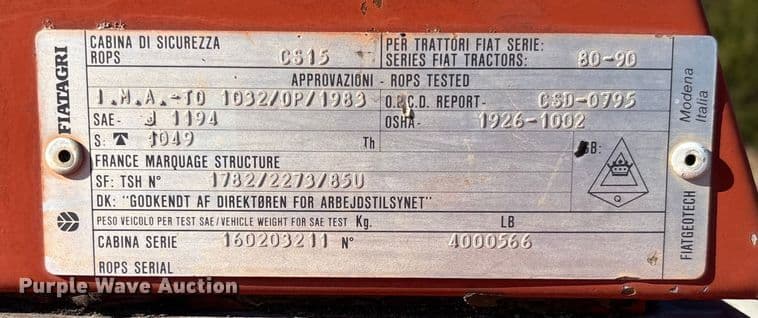 FIATAGRI
CABINA DI SICUREZZA
ROPS CS15
PER TRATTORI FIAT SERIE:
SERIES FIAT TRACTORS: 80-90
APPROVAZIONI - ROPS TESTED
I.M.A.-TO 1032/OP/1983 O.E.C.D. REPORT- CSD-0795
SAE- J 1194 OSHA- 1926-1002
S: 1049 Th
GB:
Q
FRANCE MARQUAGE STRUCTURE
SF: TSH N° 1782/2273/85U
DK: "GODKENDT AF DIREKTØREN FOR ARBEJDSTILSYNET"
PESO VEICOLO PER TEST SAE/VEHICLE WEIGHT FOR SAE TEST Kg. LB
CABINA SERIE 160203211 N° 4000566
ROPS SERIAL
Modena
Italia
FIATGEOTECH
Purple Wave Auction